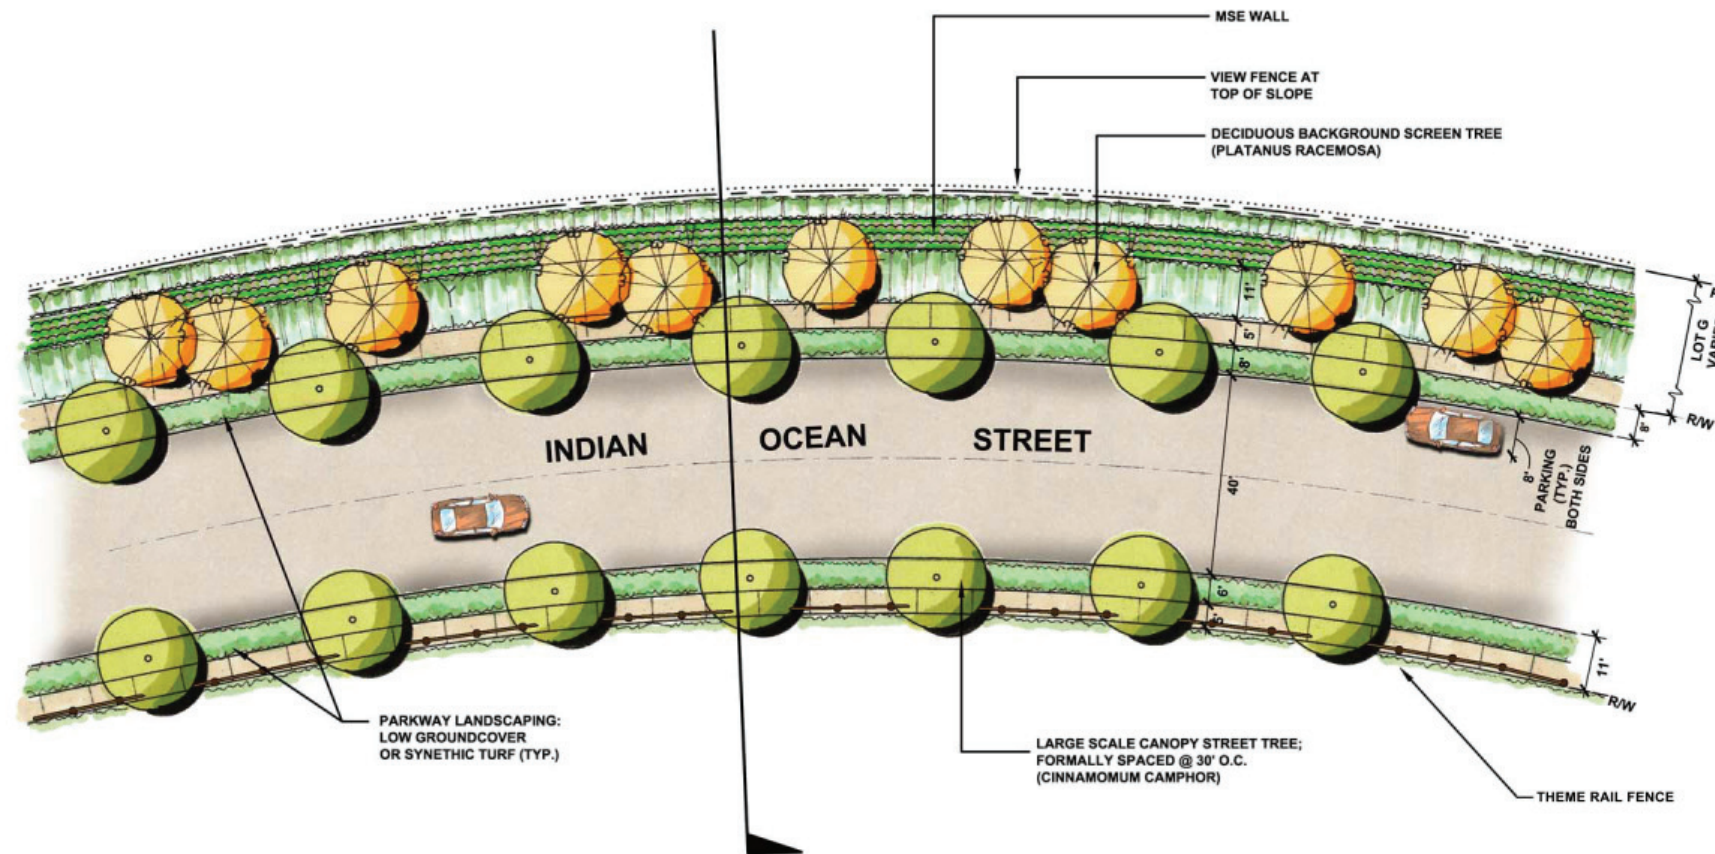 MSE WALL
VIEW FENCE AT
TOP OF SLOPE
DECIDUOUS BACKGROUND SCREEN TREE
(PLATANUS RACEMOSA)
11'
5'
8'
LOT G
R/W
8'
INDIAN OCEAN STREET
8'
PARKING
(TYP.)
BOTH SIDES
40'
6'
5'
11'
R/W
PARKWAY LANDSCAPING:
LOW GROUNDCOVER
OR SYNETHIC TURF (TYP.)
LARGE SCALE CANOPY STREET TREE;
FORMALLY SPACED @ 30' O.C.
(CINNAMOMUM CAMPHOR)
THEME RAIL FENCE